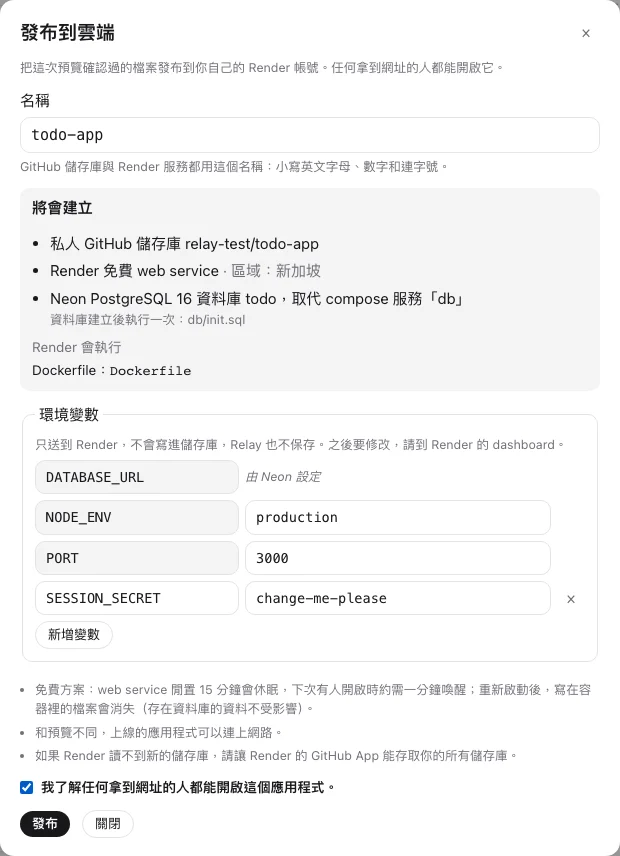 發布到雲端
×
把這次預覽確認過的檔案發布到你自己的 Render 帳號。任何拿到網址的人都能開啟它。
名稱
todo-app
GitHub 儲存庫與 Render 服務都用這個名稱：小寫英文字母、數字和連字號。
將會建立
• 私人 GitHub 儲存庫 relay-test/todo-app
• Render 免費 web service · 區域：新加坡
• Neon PostgreSQL 16 資料庫 todo，取代 compose 服務「db」
資料庫建立後執行一次：db/init.sql
Render 會執行
Dockerfile：Dockerfile
環境變數
只送到 Render，不會寫進儲存庫，Relay 也不保存。之後要修改，請到 Render 的 dashboard。
DATABASE_URL 由 Neon 設定
NODE_ENV production
PORT 3000
SESSION_SECRET change-me-please ×
新增變數
• 免費方案：web service 閒置 15 分鐘會休眠，下次有人開啟時約需一分鐘喚醒；重新啟動後，寫在容
器裡的檔案會消失（存在資料庫的資料不受影響）。
• 和預覽不同，上線的應用程式可以連上網路。
• 如果 Render 讀不到新的儲存庫，請讓 Render 的 GitHub App 能存取你的所有儲存庫。
我了解任何拿到網址的人都能開啟這個應用程式。
發布 關閉